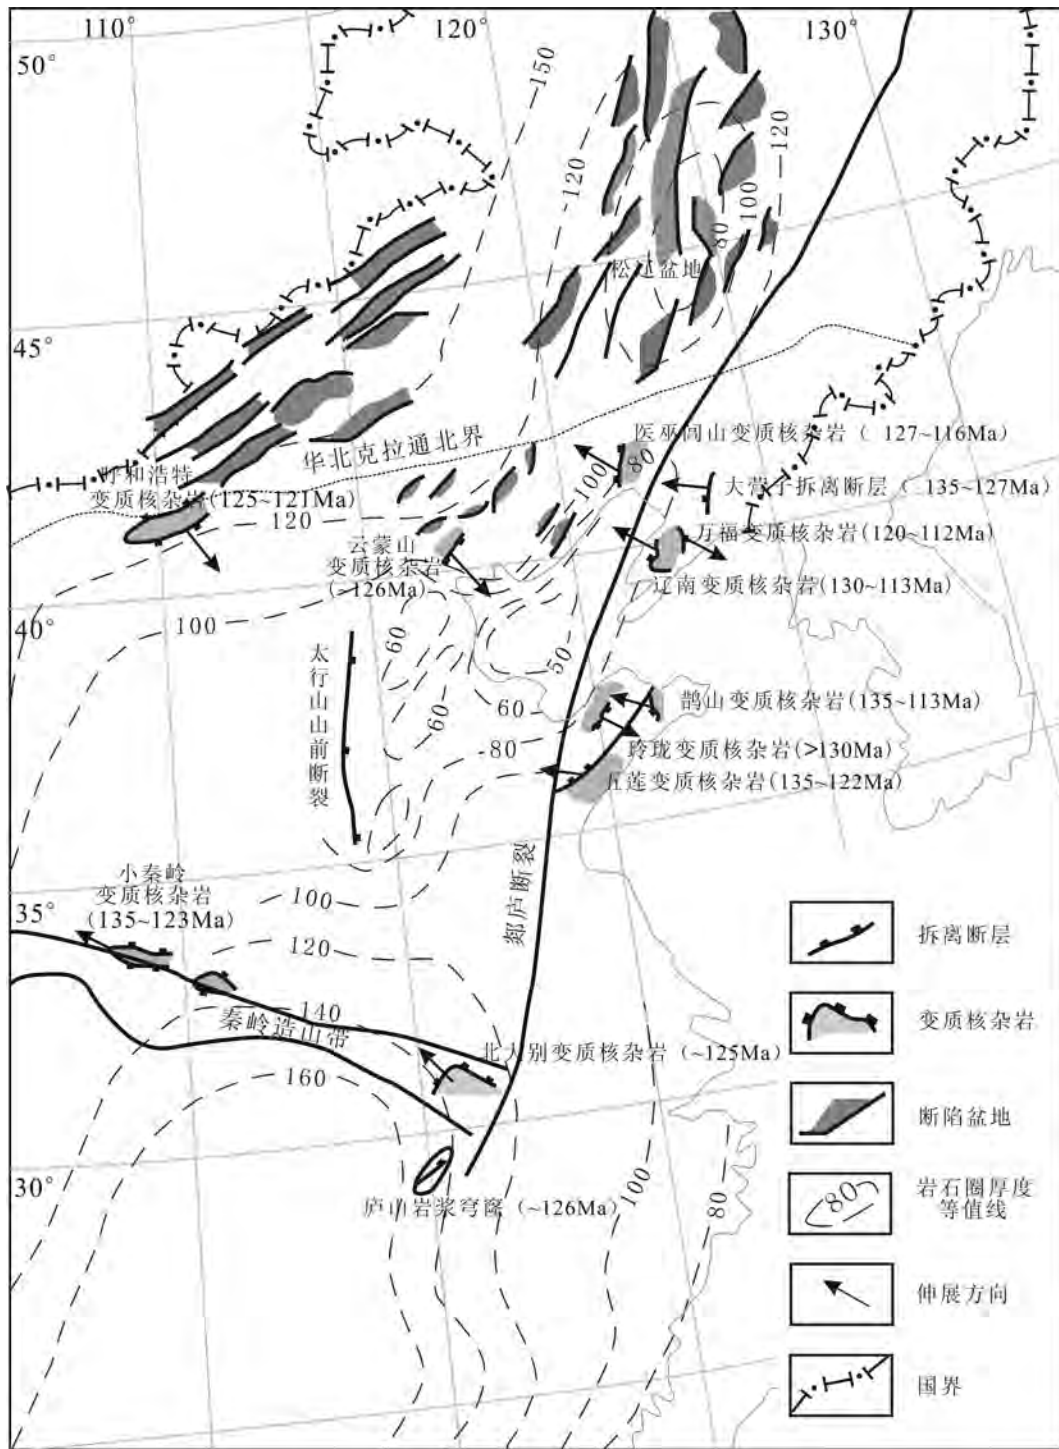 110°
120°
130°
50°
150
120
120
100
80
松辽盆地
45°
华北克拉通北界
医巫闾山变质核杂岩（ 127~116Ma)
100
80
呼和浩特
变质核杂岩(125~121Ma)
大营子拆离断层（ 135~127Ma)
120
云蒙山
变质核杂岩
(~126Ma)
万福变质核杂岩(120~112Ma)
辽南变质核杂岩(130~113Ma)
40°
100
60
太行山山前断裂
50
60
60
80
鹊山变质核杂岩(135~113Ma)
玲珑变质核杂岩(>130Ma)
五莲变质核杂岩(135~122Ma)
小秦岭
变质核杂岩
(135~123Ma)
35°
100
120
郯庐断裂
140
秦岭造山带
北大别变质核杂岩（~125Ma)
160
30°
庐山岩浆穹窿（~126Ma)
100
80
拆离断层
变质核杂岩
断陷盆地
80
岩石圈厚度
等值线
伸展方向
国界